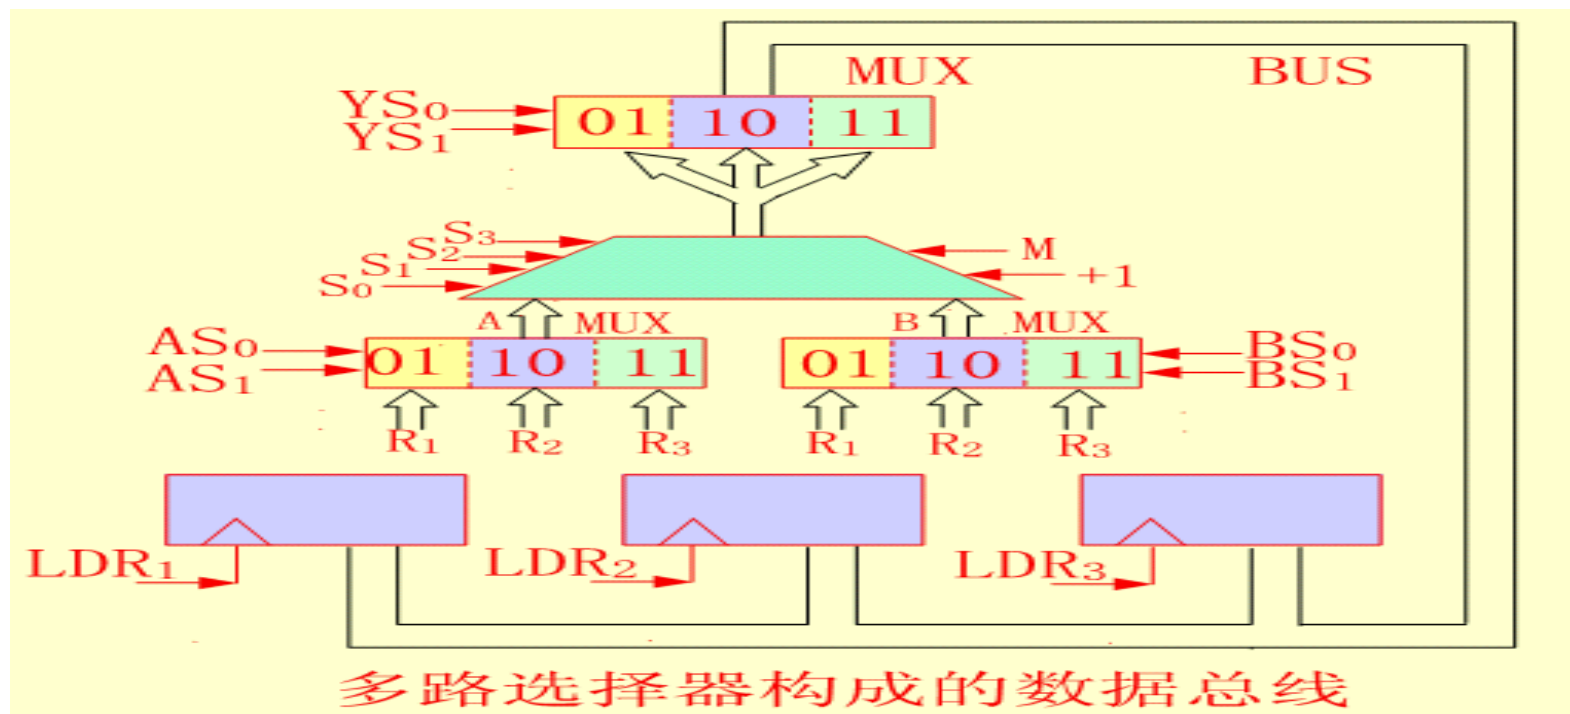 MUX BUS
YS0
YS1
01 10 11
S3
S2
S1
S0
M
+1
A MUX
B MUX
AS0
AS1
01 10 11
01 10 11
BS0
BS1
R1 R2 R3
R1 R2 R3
LDR1
LDR2
LDR3
多路选择器构成的数据总线